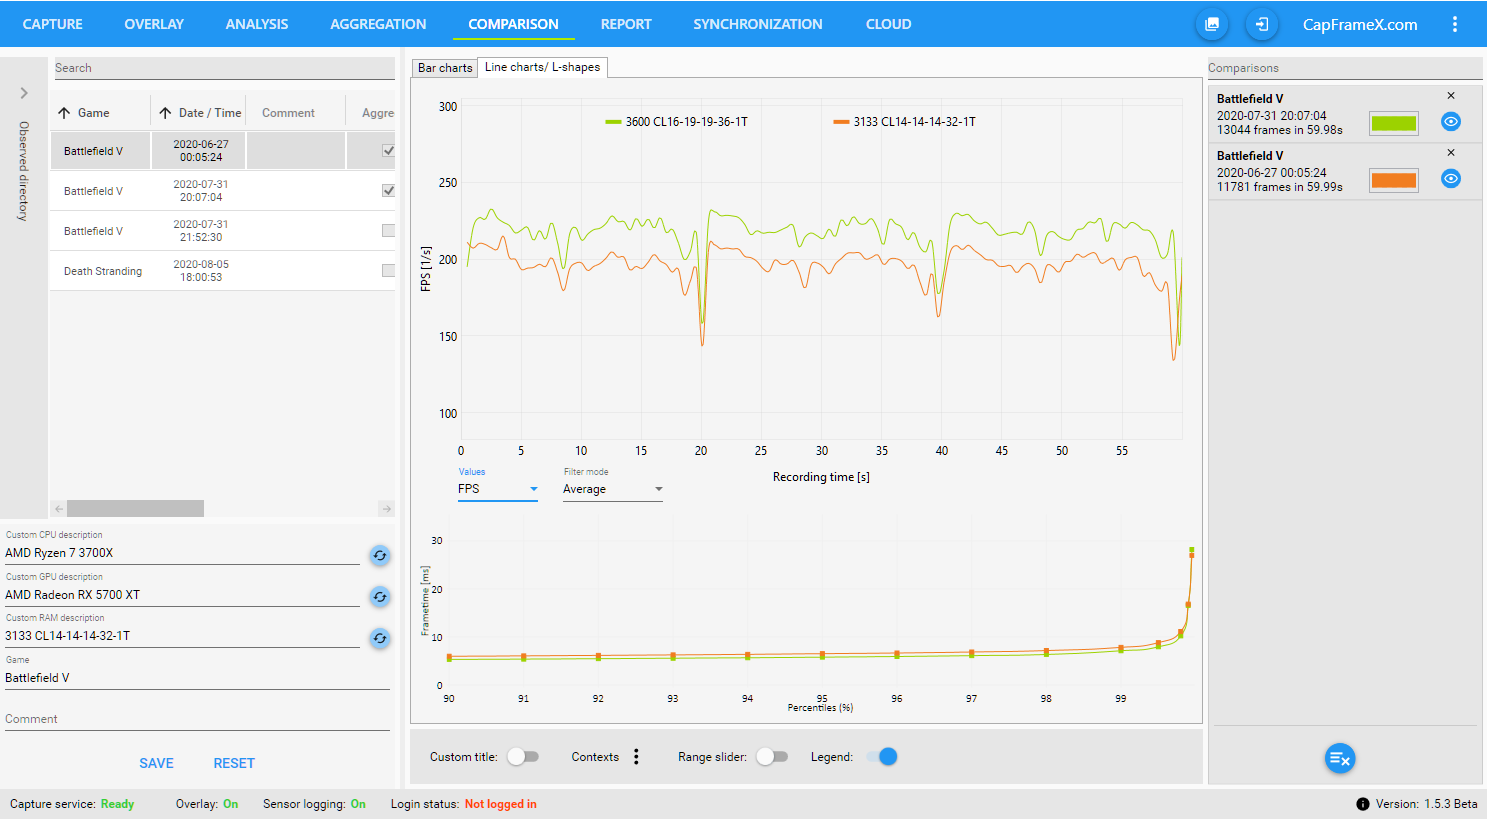 CAPTURE OVERLAY ANALYSIS AGGREGATION COMPARISON REPORT SYNCHRONIZATION CLOUD CapFrameX.com
Observed directory
Search
Game Date / Time Comment Aggre
Battlefield V 2020-06-27 00:05:24
Battlefield V 2020-07-31 20:07:04
Battlefield V 2020-07-31 21:52:30
Death Stranding 2020-08-05 18:00:53
Custom CPU description
AMD Ryzen 7 3700X
Custom GPU description
AMD Radeon RX 5700 XT
Custom RAM description
3133 CL14-14-14-32-1T
Game
Battlefield V
Comment
SAVE RESET
Bar charts Line charts/ L-shapes
3600 CL16-19-19-36-1T 3133 CL14-14-14-32-1T
FPS [1/s]
300
250
200
150
100
0 5 10 15 20 25 30 35 40 45 50 55
Recording time [s]
Values
FPS
Filter mode
Average
Frametime [ms]
30
20
10
0
90 91 92 93 94 95 96 97 98 99
Percentiles (%)
Custom title: Contexts Range slider: Legend:
Comparisons
Battlefield V
2020-07-31 20:07:04
13044 frames in 59.98s
Battlefield V
2020-06-27 00:05:24
11781 frames in 59.99s
Capture service: Ready Overlay: On Sensor logging: On Login status: Not logged in Version: 1.5.3 Beta